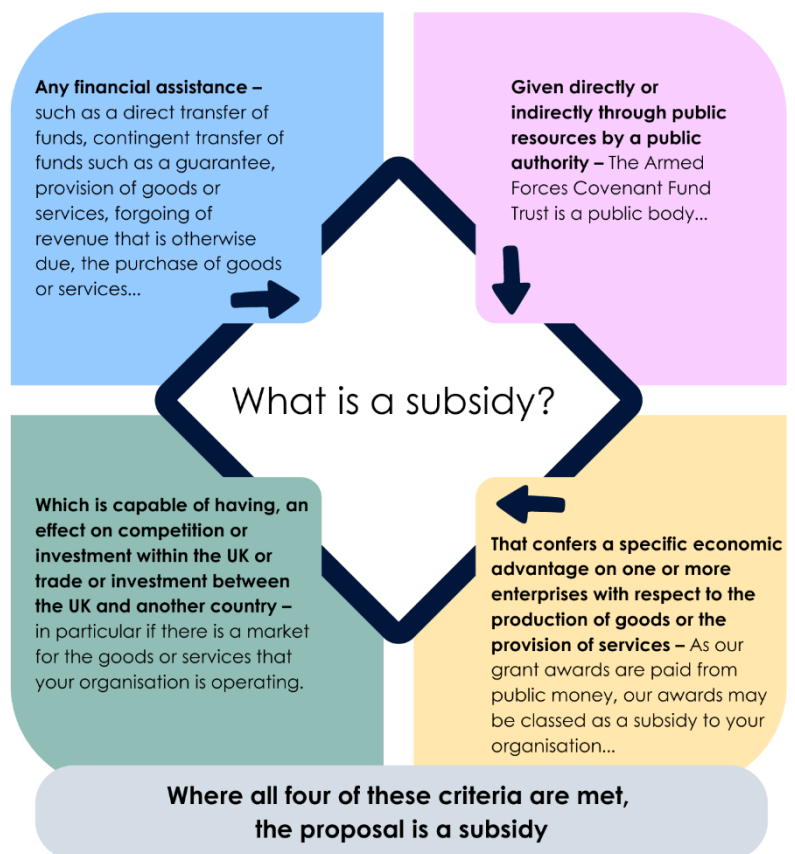 Any financial assistance –
such as a direct transfer of
funds, contingent transfer of
funds such as a guarantee,
provision of goods or
services, forgoing of
revenue that is otherwise
due, the purchase of goods
or services...
Given directly or
indirectly through public
resources by a public
authority – The Armed
Forces Covenant Fund
Trust is a public body...
What is a subsidy?
Which is capable of having, an
effect on competition or
investment within the UK or
trade or investment between
the UK and another country –
in particular if there is a market
for the goods or services that
your organisation is operating.
That confers a specific economic
advantage on one or more
enterprises with respect to the
production of goods or the
provision of services – As our
grant awards are paid from
public money, our awards may
be classed as a subsidy to your
organisation...
Where all four of these criteria are met,
the proposal is a subsidy